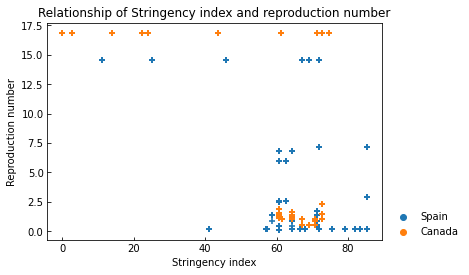 Relationship of Stringency index and reproduction number
17.5
15.0
12.5
10.0
7.5
5.0
2.5
0.0
Reproduction number
0
20
40
60
80
Stringency index
Spain
Canada